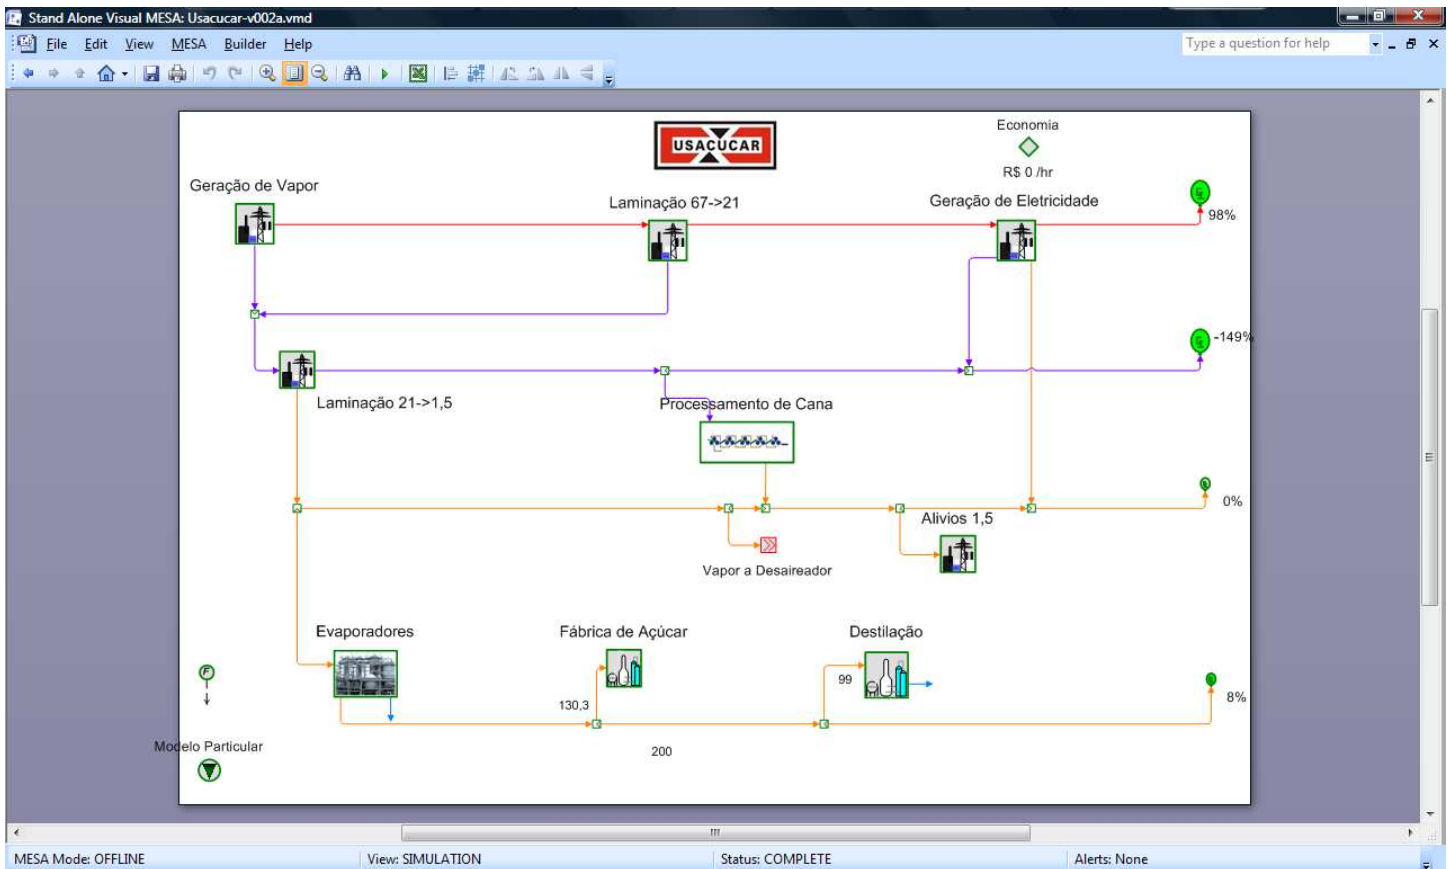 Stand Alone Visual MESA: Usacucar-v002a.vmd
File Edit View MESA Builder Help
Type a question for help
USACUCAR
Economia
R$ 0 /hr
Geração de Vapor
Laminação 67->21
Geração de Eletricidade
98%
-149%
Laminação 21->1,5
Processamento de Cana
0%
Alivios 1,5
Vapor a Desaireador
Evaporadores
Fábrica de Açúcar
Destilação
F
99
130,3
8%
200
Modelo Particular
MESA Mode: OFFLINE
View: SIMULATION
Status: COMPLETE
Alerts: None